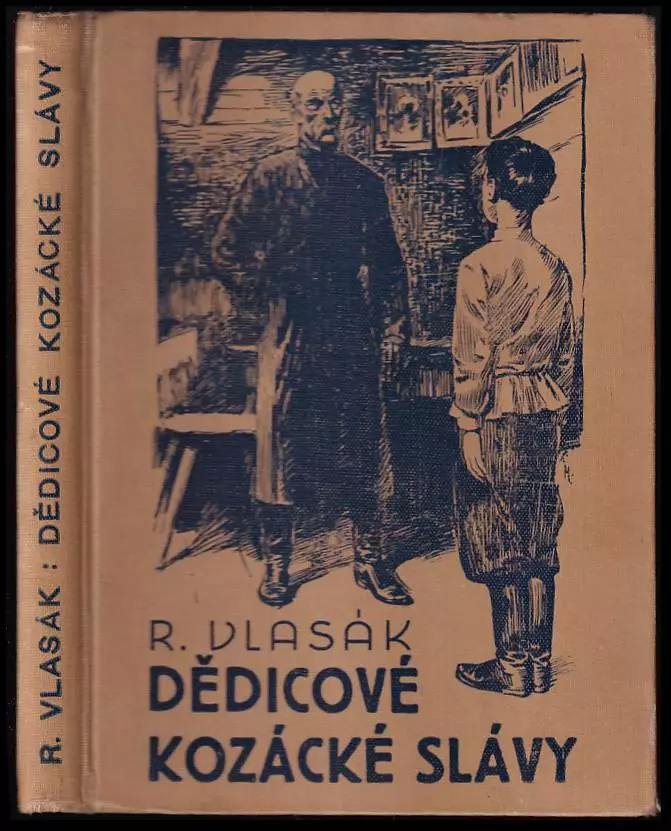 R. VLASÁK : DĚDICOVÉ KOZÁCKÉ SLÁVY
R. VLASÁK
DĚDICOVÉ
KOZÁCKÉ SLÁVY